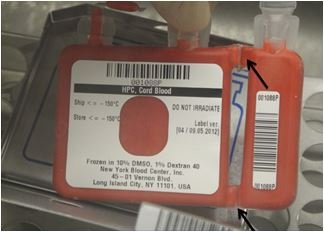 001088P
HPC, Cord Blood
Ship < = - 150°C
DO NOT IRRADIATE
Store < = - 150°C
Label ver.
[04 / 09.05.2012]
Frozen in 10% DMSO, 1% Dextran 40
New York Blood Center, Inc.
45 - 01 Vernon Blvd.
Long Island City, NY 11101. USA
001088P
001088P